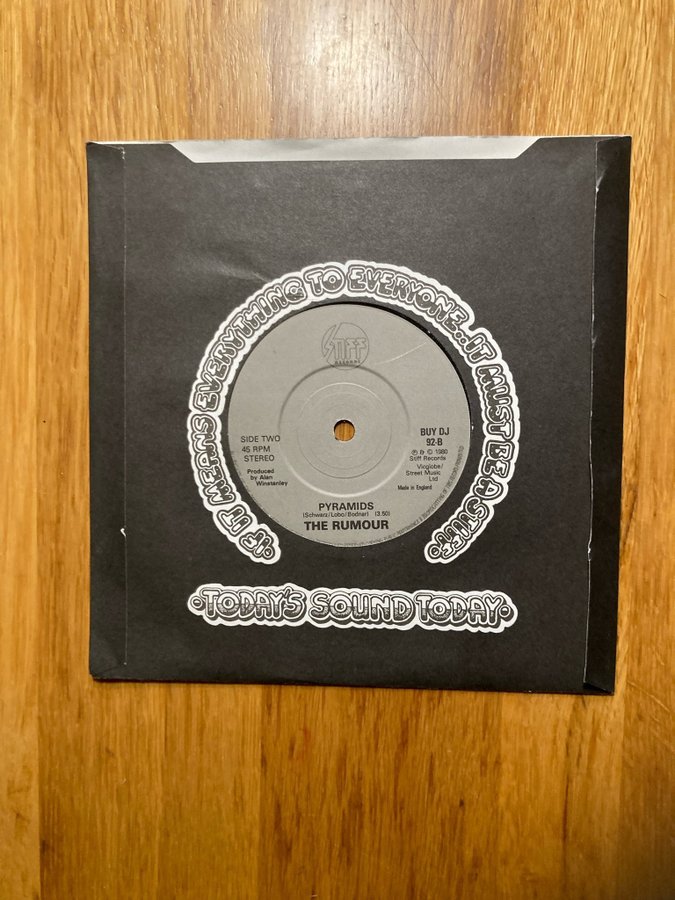 IF IT MEANS EVERYTHING TO EVERYONE..IT MUST BE A STIFF
STIFF
RECORDS
SIDE TWO
45 RPM
STEREO
Produced
by Alan
Winstanley
BUY DJ
92-B
℗ & © 1980
Stiff Records
Vicglobe/
Street Music
Ltd
Made in England
PYRAMIDS
(Schwarz/Lobo/Bodnar) (3.50)
THE RUMOUR
•TODAY'S SOUND TODAY•